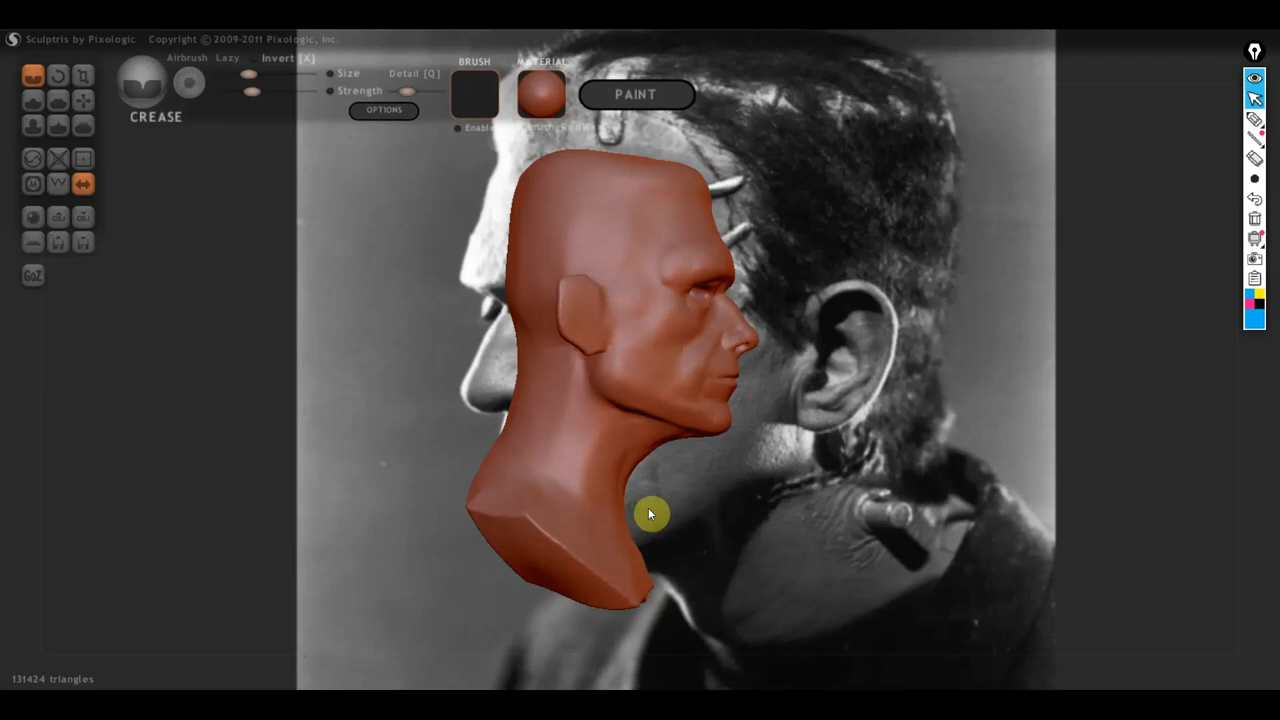 Sculptris by Pixologic Copyright © 2009-2011 Pixologic, Inc.
Airbrush Lazy Invert [X]
Size Detail [Q]
Strength
OPTIONS
CREASE
BRUSH
MATERIAL
PAINT
Enable
GoZ
131424 triangles